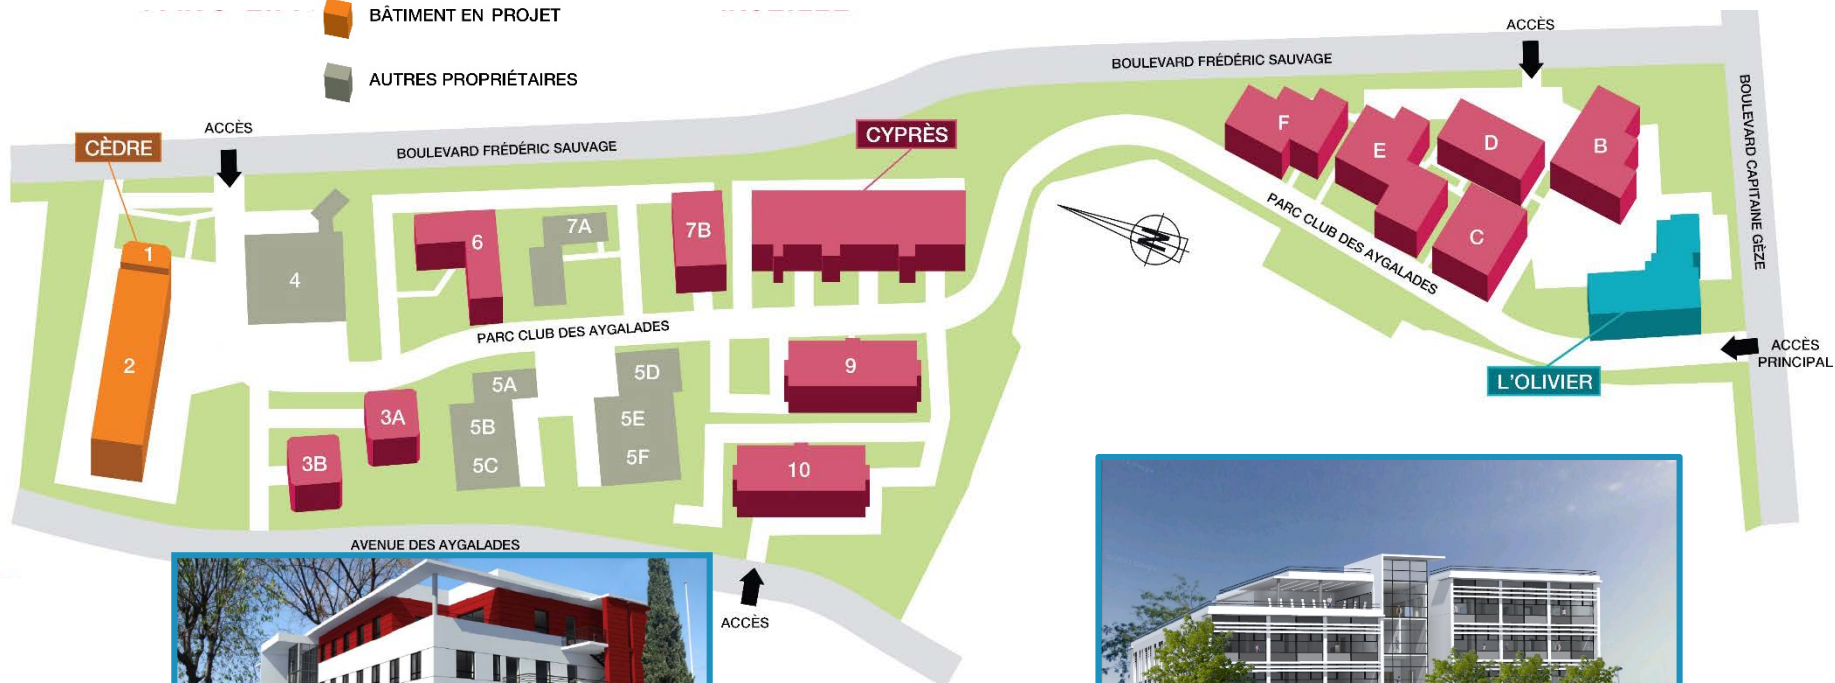 BÂTIMENT EN PROJET
AUTRES PROPRIÉTAIRES
ACCÈS
BOULEVARD FRÉDÉRIC SAUVAGE
BOULEVARD CAPITAINE GÈZE
CÈDRE
ACCÈS
BOULEVARD FRÉDÉRIC SAUVAGE
CYPRÈS
F
E
D
B
C
PARC CLUB DES AYGALADES
1
2
4
6
7A
7B
N
PARC CLUB DES AYGALADES
ACCÈS
PRINCIPAL
L'OLIVIER
3A
3B
5A
5B
5C
5D
5E
5F
9
10
AVENUE DES AYGALADES
ACCÈS